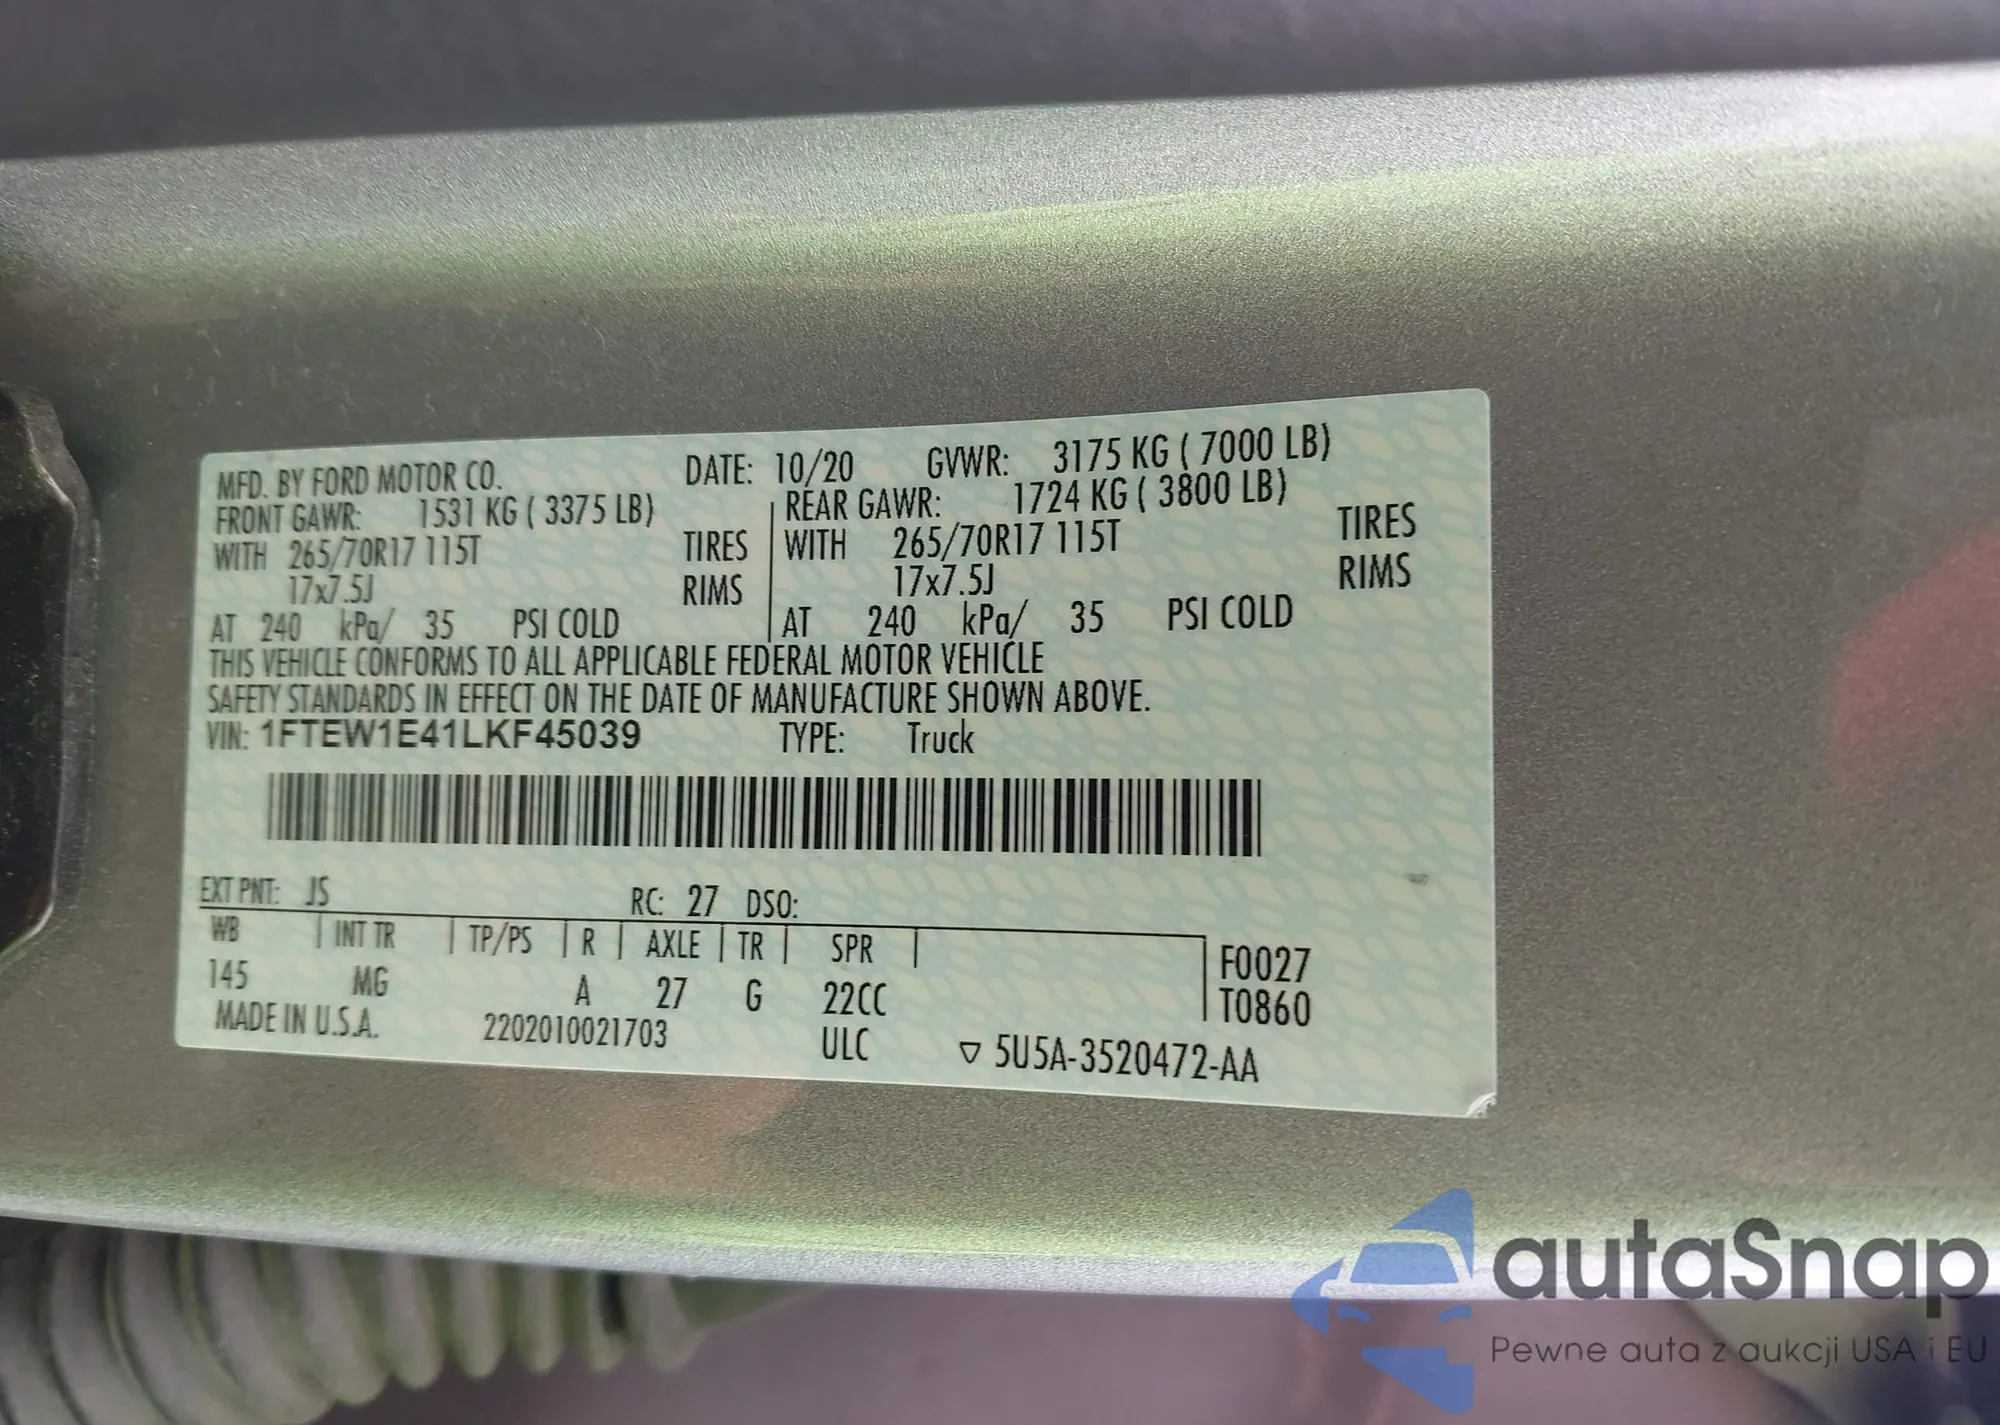 MFD. BY FORD MOTOR CO. DATE: 10/20 GVWR: 3175 KG ( 7000 LB)
FRONT GAWR: 1531 KG ( 3375 LB) REAR GAWR: 1724 KG ( 3800 LB)
WITH 265/70R17 115T TIRES WITH 265/70R17 115T TIRES
17x7.5J RIMS 17x7.5J RIMS
AT 240 kPa/ 35 PSI COLD AT 240 kPa/ 35 PSI COLD
THIS VEHICLE CONFORMS TO ALL APPLICABLE FEDERAL MOTOR VEHICLE
SAFETY STANDARDS IN EFFECT ON THE DATE OF MANUFACTURE SHOWN ABOVE.
VIN: 1FTEW1E41LKF45039 TYPE: Truck
EXT PNT: JS RC: 27 DSO:
WB INT TR TP/PS R AXLE TR SPR F0027
145 MG A 27 G 22CC T0860
MADE IN U.S.A. 2202010021703 ULC ▽ 5U5A-3520472-AA
autaSnap
Pewne auta z aukcji USA i EU